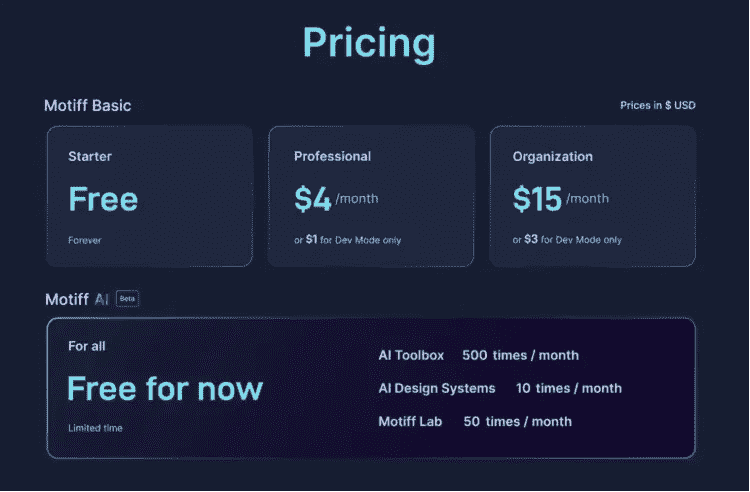 Pricing
Motiff Basic
Prices in $ USD
Starter
Free
Forever
Professional
$4 /month
or $1 for Dev Mode only
Organization
$15 /month
or $3 for Dev Mode only
Motiff AI Beta
For all
Free for now
Limited time
AI Toolbox 500 times / month
AI Design Systems 10 times / month
Motiff Lab 50 times / month